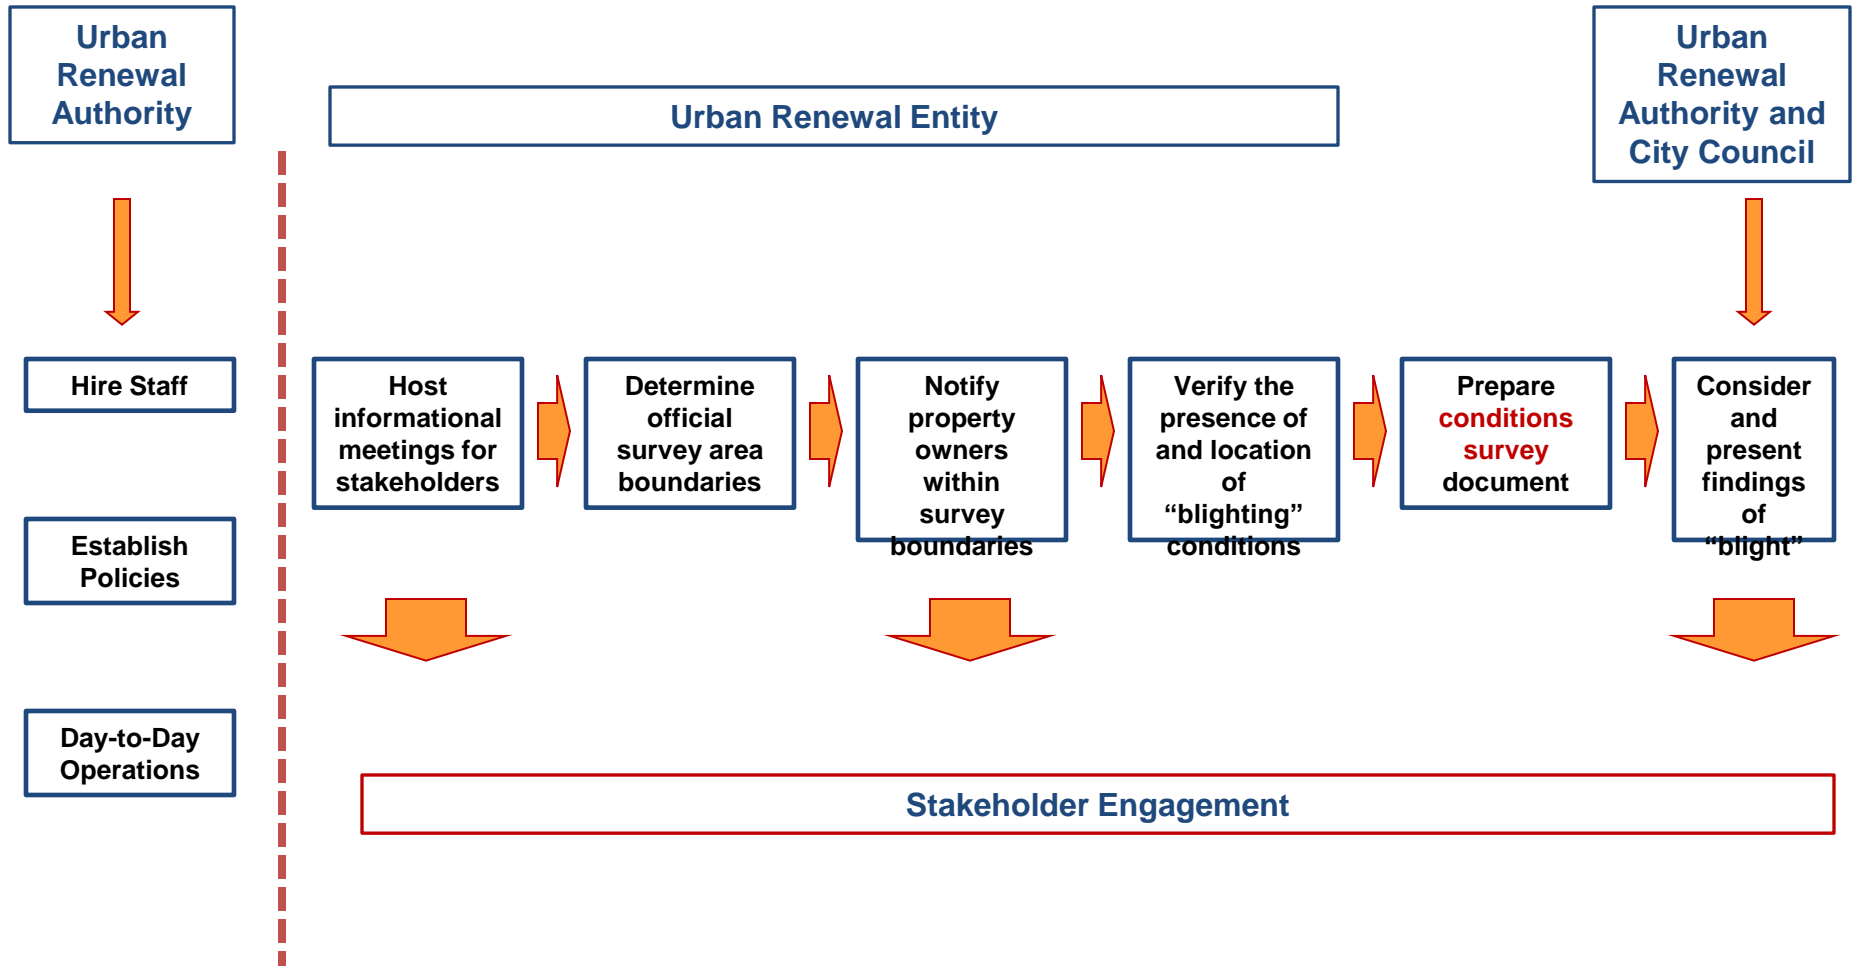 Urban
Renewal
Authority
Urban Renewal Entity
Urban
Renewal
Authority and
City Council
Hire Staff
Establish
Policies
Day-to-Day
Operations
Host
informational
meetings for
stakeholders
Determine
official
survey area
boundaries
Notify
property
owners
within
survey
boundaries
Verify the
presence of
and location
of
“blighting”
conditions
Prepare
conditions
survey
document
Consider
and
present
findings
of
“blight”
Stakeholder Engagement